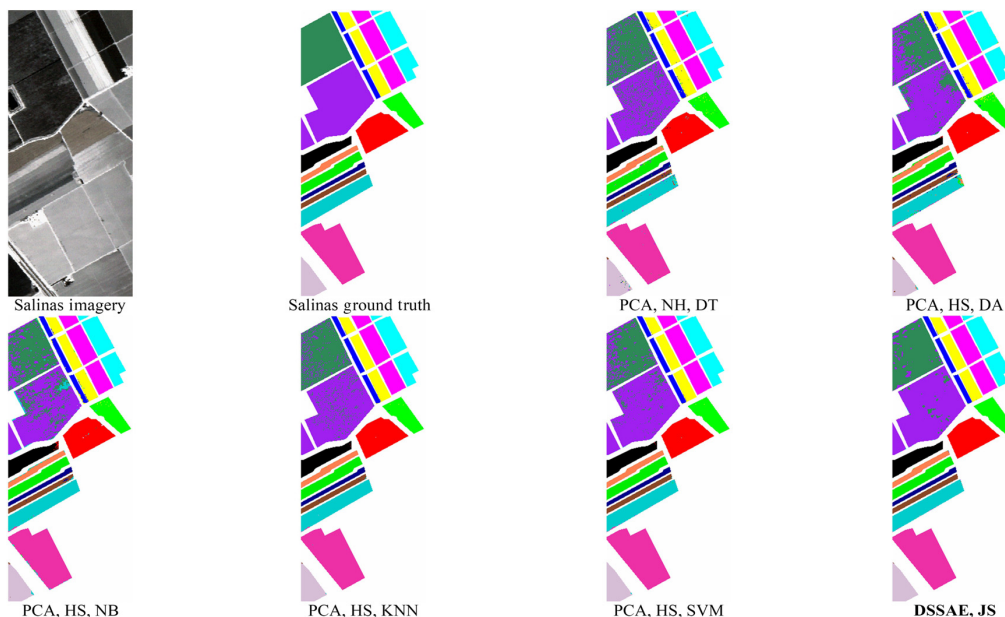 Salinas imagery
Salinas ground truth
PCA, NH, DT
PCA, HS, DA
PCA, HS, NB
PCA, HS, KNN
PCA, HS, SVM
DSSAE, JS